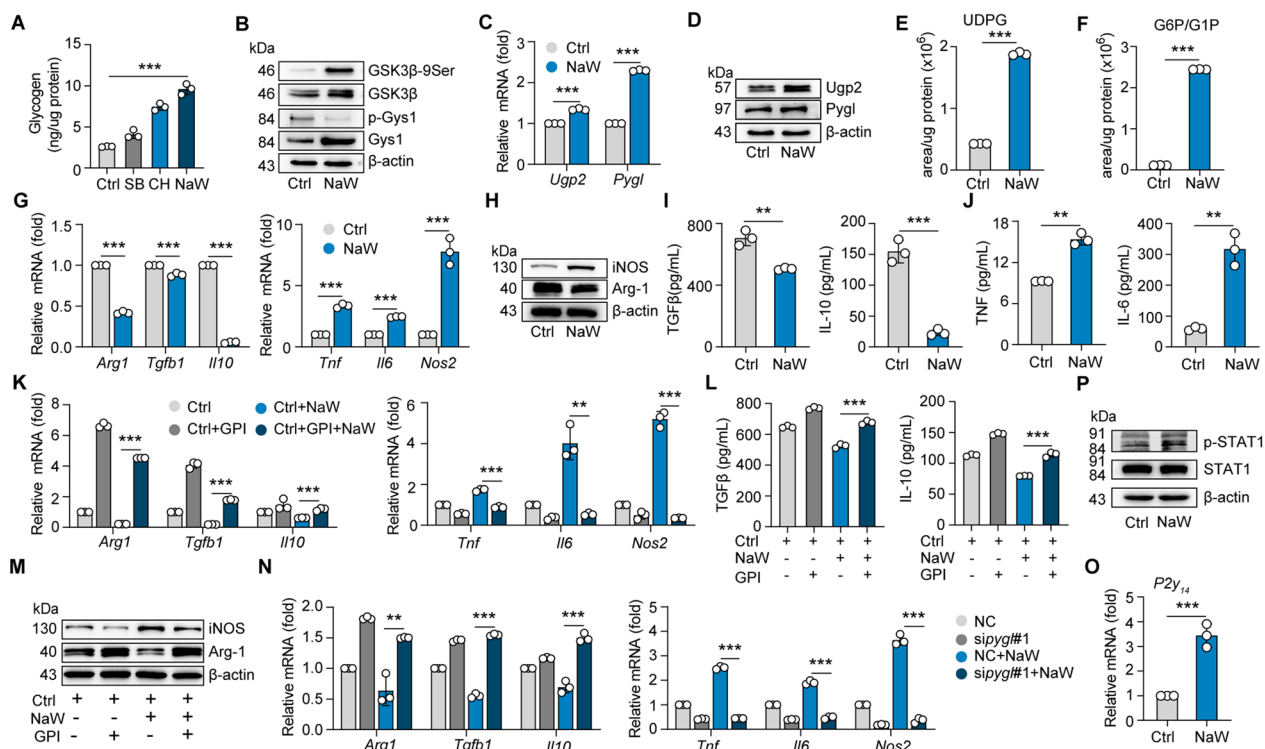 A
Glycogen
(ng/ug protein)
15
10
5
0
***
Ctrl SB CH NaW
B
kDa
46 GSK3β-9Ser
46 GSK3β
84 p-Gys1
84 Gys1
43 β-actin
Ctrl NaW
C
Relative mRNA (fold)
Ctrl
NaW
3
2
1
0
*** ***
Ugp2 Pygl
D
kDa
57 Ugp2
97 Pygl
43 β-actin
Ctrl NaW
E
UDPG
***
area/ug protein (x10⁶)
2
1
0
Ctrl
NaW
F
G6P/G1P
***
area/ug protein (x10⁶)
3
2
1
0
Ctrl
NaW
G
Relative mRNA (fold)
1.5
1.0
0.5
0.0
*** *** ***
Arg1 Tgfb1 Il10
Relative mRNA (fold)
10
5
0
Ctrl
NaW
*** *** ***
Tnf Il6 Nos2
H
kDa
130 iNOS
40 Arg-1
43 β-actin
Ctrl NaW
I
TGFβ(pg/mL)
800
400
0
**
Ctrl
NaW
IL-10 (pg/mL)
200
150
100
50
0
***
Ctrl
NaW
J
TNF (pg/mL)
18
12
6
0
**
Ctrl
NaW
IL-6 (pg/mL)
450
300
150
0
**
Ctrl
NaW
K
Relative mRNA (fold)
8
6
4
2
0
Ctrl Ctrl+NaW
Ctrl+GPI Ctrl+GPI+NaW
*** *** ***
Arg1 Tgfb1 Il10
Relative mRNA (fold)
6
4
2
0
*** ** ***
Tnf Il6 Nos2
L
TGFβ (pg/mL)
800
600
400
200
0
***
IL-10 (pg/mL)
200
150
100
50
0
***
Ctrl + + + + + + + +
NaW - - + + - - + +
GPI - + - + - + - +
P
kDa
91
84 p-STAT1
91
84 STAT1
43 β-actin
Ctrl NaW
M
kDa
130 iNOS
40 Arg-1
43 β-actin
Ctrl + + + +
NaW - - + +
GPI - + - +
N
Relative mRNA (fold)
2.0
1.5
1.0
0.5
0.0
** *** ***
Arg1 Tgfb1 Il10
Relative mRNA (fold)
5
4
3
2
1
0
*** *** ***
Tnf Il6 Nos2
NC
sipygl#1
NC+NaW
sipygl#1+NaW
O
P2y₁₄
***
Relative mRNA (fold)
5
4
3
2
1
0
Ctrl
NaW